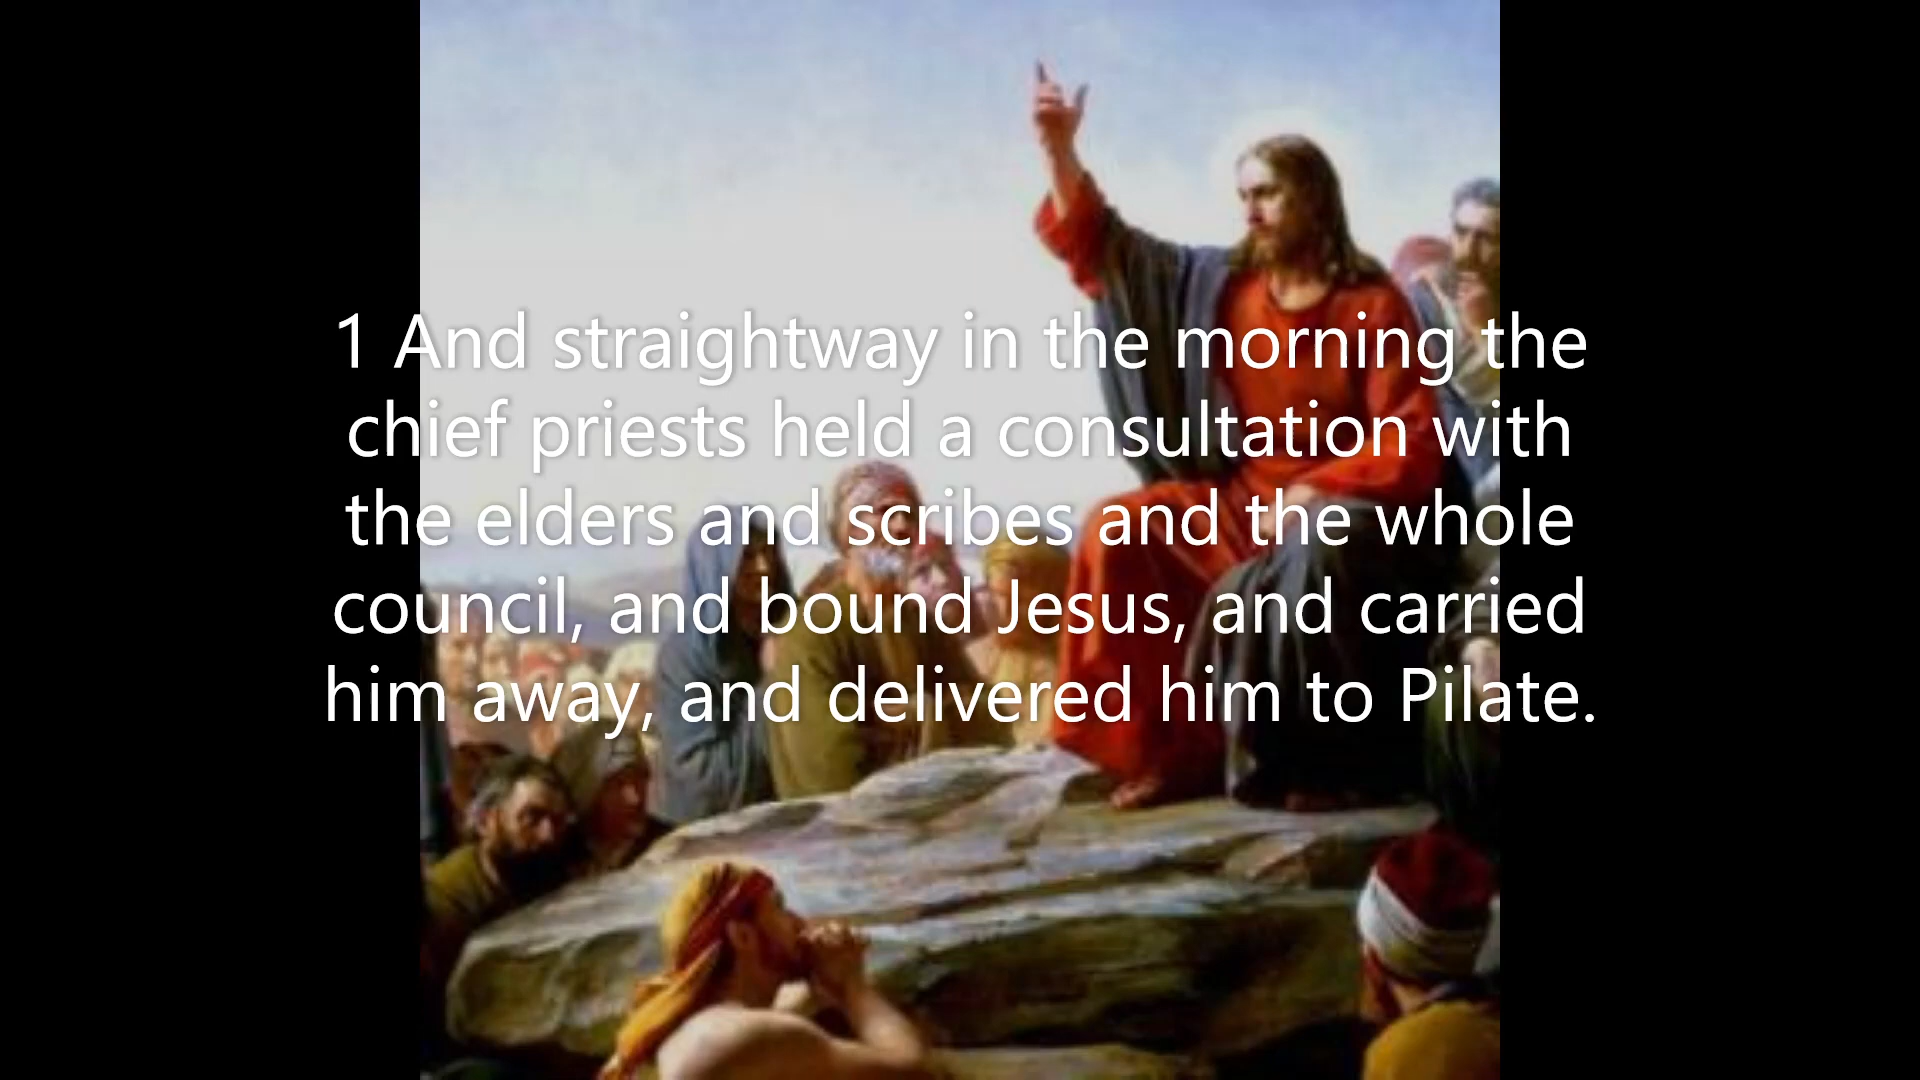 1 And straightway in the morning the
chief priests held a consultation with
the elders and scribes and the whole
council, and bound Jesus, and carried
him away, and delivered him to Pilate.